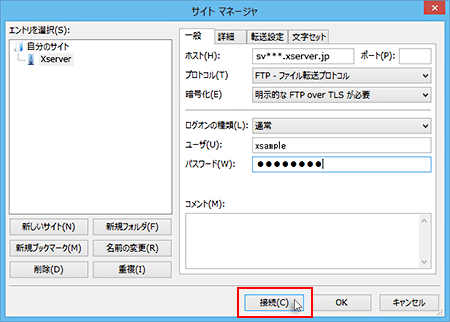 サイト マネージャ
エントリを選択(S):
自分のサイト
Xserver
新しいサイト(N)
新規フォルダ(F)
新規ブックマーク(M)
名前の変更(R)
削除(D)
重複(I)
一般
詳細
転送設定
文字セット
ホスト(H):
sv***.xserver.jp
ポート(P):
プロトコル(T)
FTP - ファイル転送プロトコル
暗号化(E)
明示的な FTP over TLS が必要
ログオンの種類(L):
通常
ユーザ(U):
xsample
パスワード(W):
●●●●●●●●
コメント(M):
接続(C)
OK
キャンセル